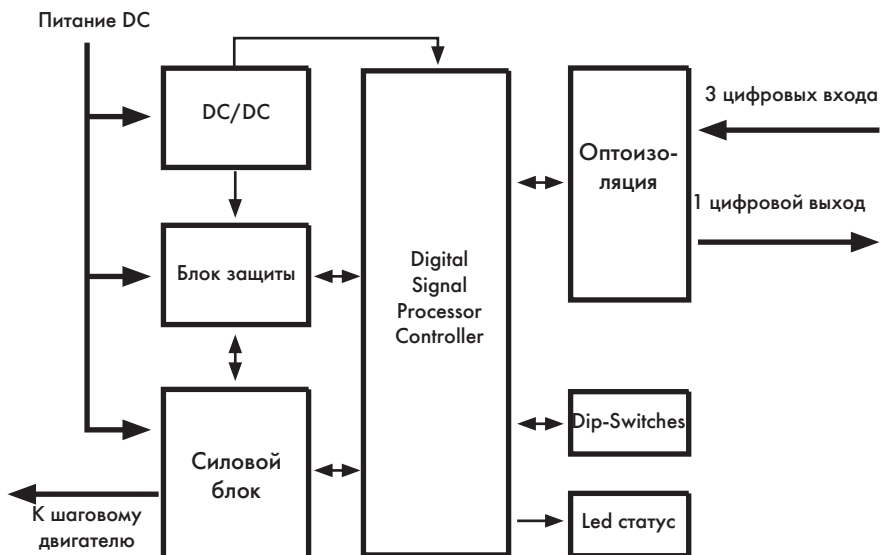 Питание DC
DC/DC
3 цифровых входа
Оптоизо-
ляция
1 цифровой выход
Блок защиты
Digital
Signal
Processor
Controller
Dip-Switches
Силовой
блок
К шаговому
двигателю
Led статус